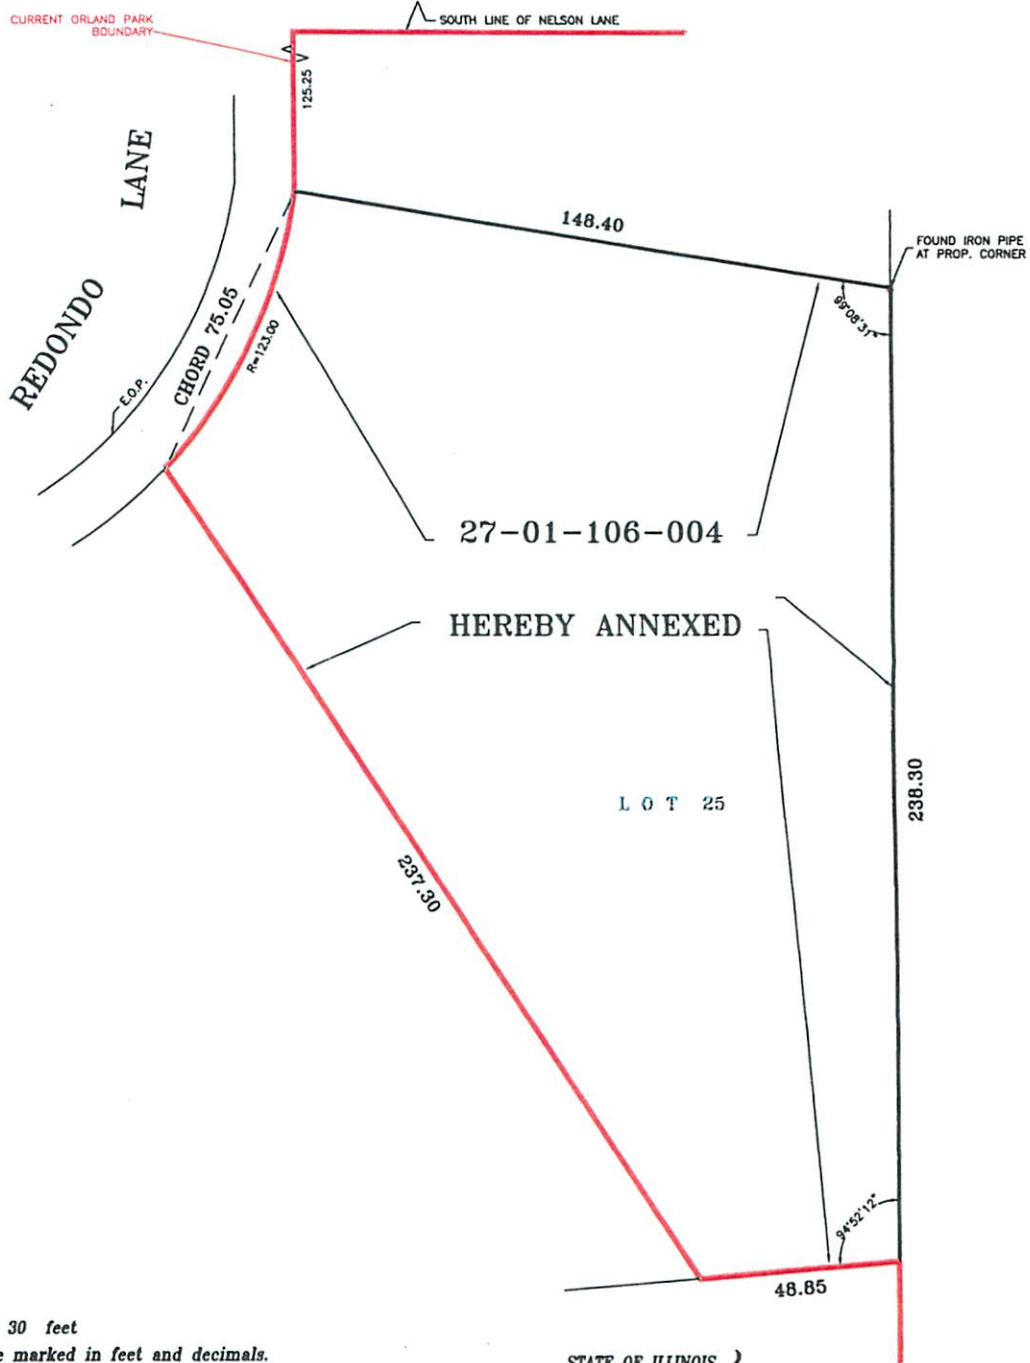 CURRENT ORLAND PARK
BOUNDARY
SOUTH LINE OF NELSON LANE
125.25
REDONDO LANE
148.40
FOUND IRON PIPE
AT PROP. CORNER
99°08'31"
CHORD 75.05
R=123.00
E.O.P.
27-01-106-004
HEREBY ANNEXED
LOT 25
238.30
237.30
94°52'12"
48.85
30 feet
e marked in feet and decimals.
STATE OF ILLINOIS )